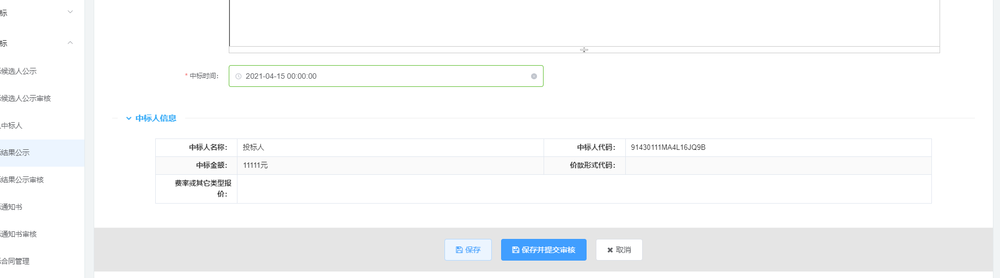 标
标
候选人公示
候选人公示审核
中标人
结果公示
结果公示审核
通知书
通知书审核
合同管理
* 中标时间：
2021-04-15 00:00:00
中标人信息
中标人名称： 投标人 中标人代码： 91430111MA4L16JQ9B
中标金额： 11111元 价款形式代码：
费率或其它类型报
价：
保存 保存并提交审核 取消